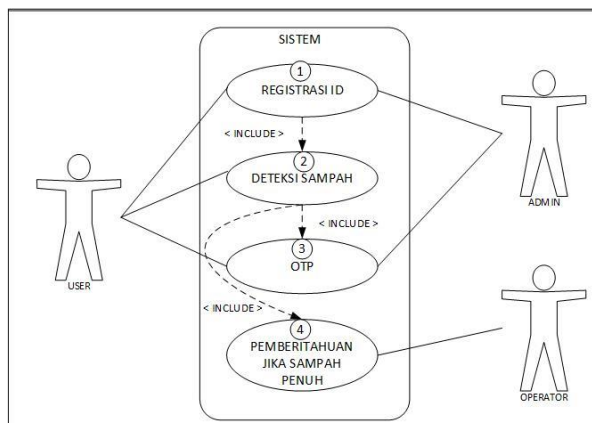 SISTEM
1
REGISTRASI ID
< INCLUDE >
2
DETEKSI SAMPAH
< INCLUDE >
3
OTP
< INCLUDE >
4
PEMBERITAHUAN
JIKA SAMPAH
PENUH
USER
ADMIN
OPERATOR